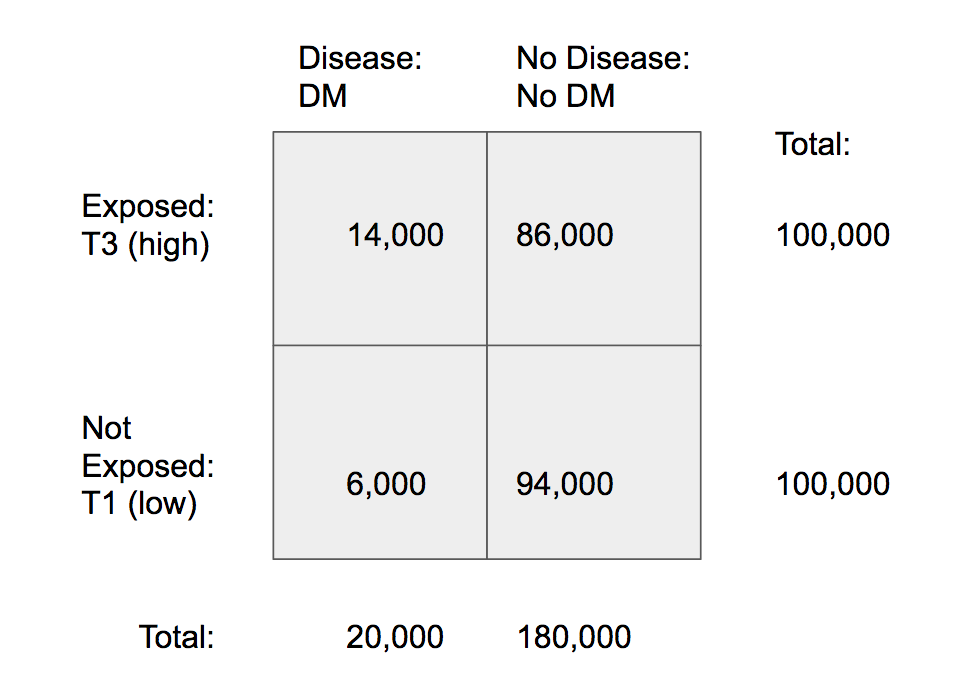 Disease: No Disease:
DM No DM
Total:
Exposed:
T3 (high) 14,000 86,000 100,000
Not
Exposed:
T1 (low) 6,000 94,000 100,000
Total: 20,000 180,000